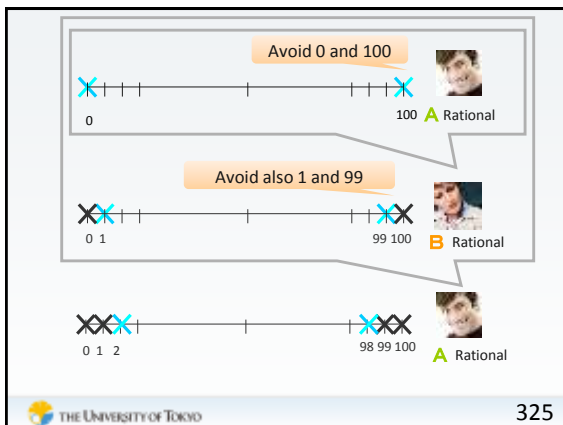 Avoid 0 and 100
0 100 A Rational
Avoid also 1 and 99
0 1 99 100
B Rational
0 1 2 98 99 100
A Rational
THE UNIVERSITY OF TOKYO 325